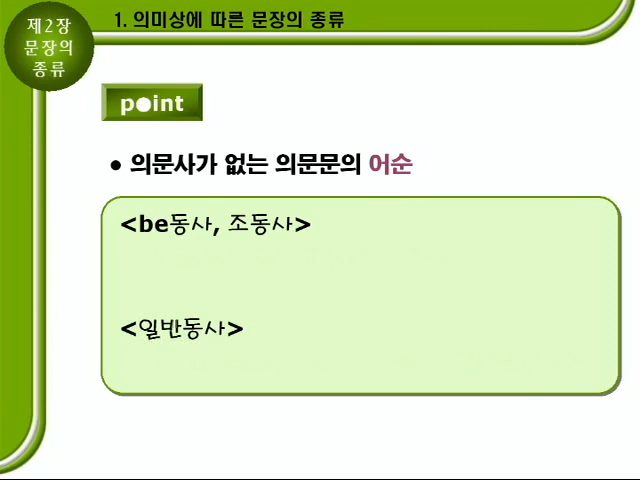 제2장
문장의
종류
1. 의미상에 따른 문장의 종류
point
● 의문사가 없는 의문문의 어순
<be동사, 조동사>
<일반동사>